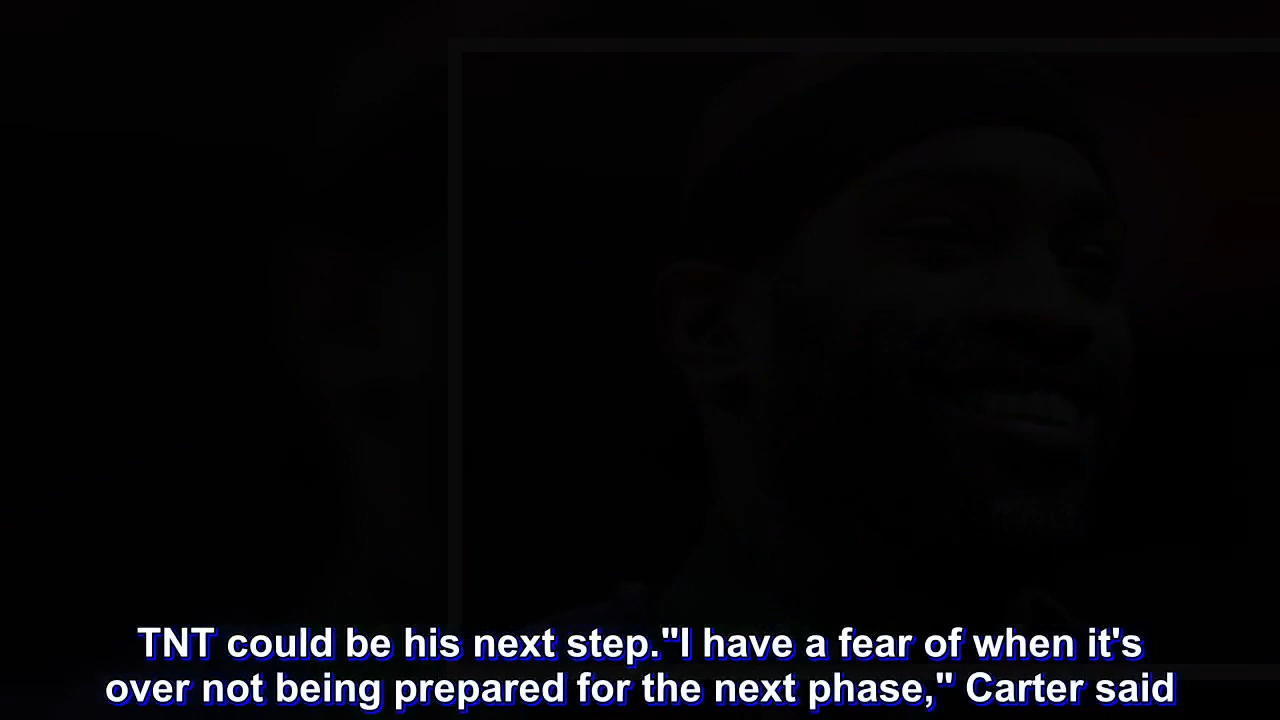 TNT could be his next step."I have a fear of when it's
over not being prepared for the next phase," Carter said